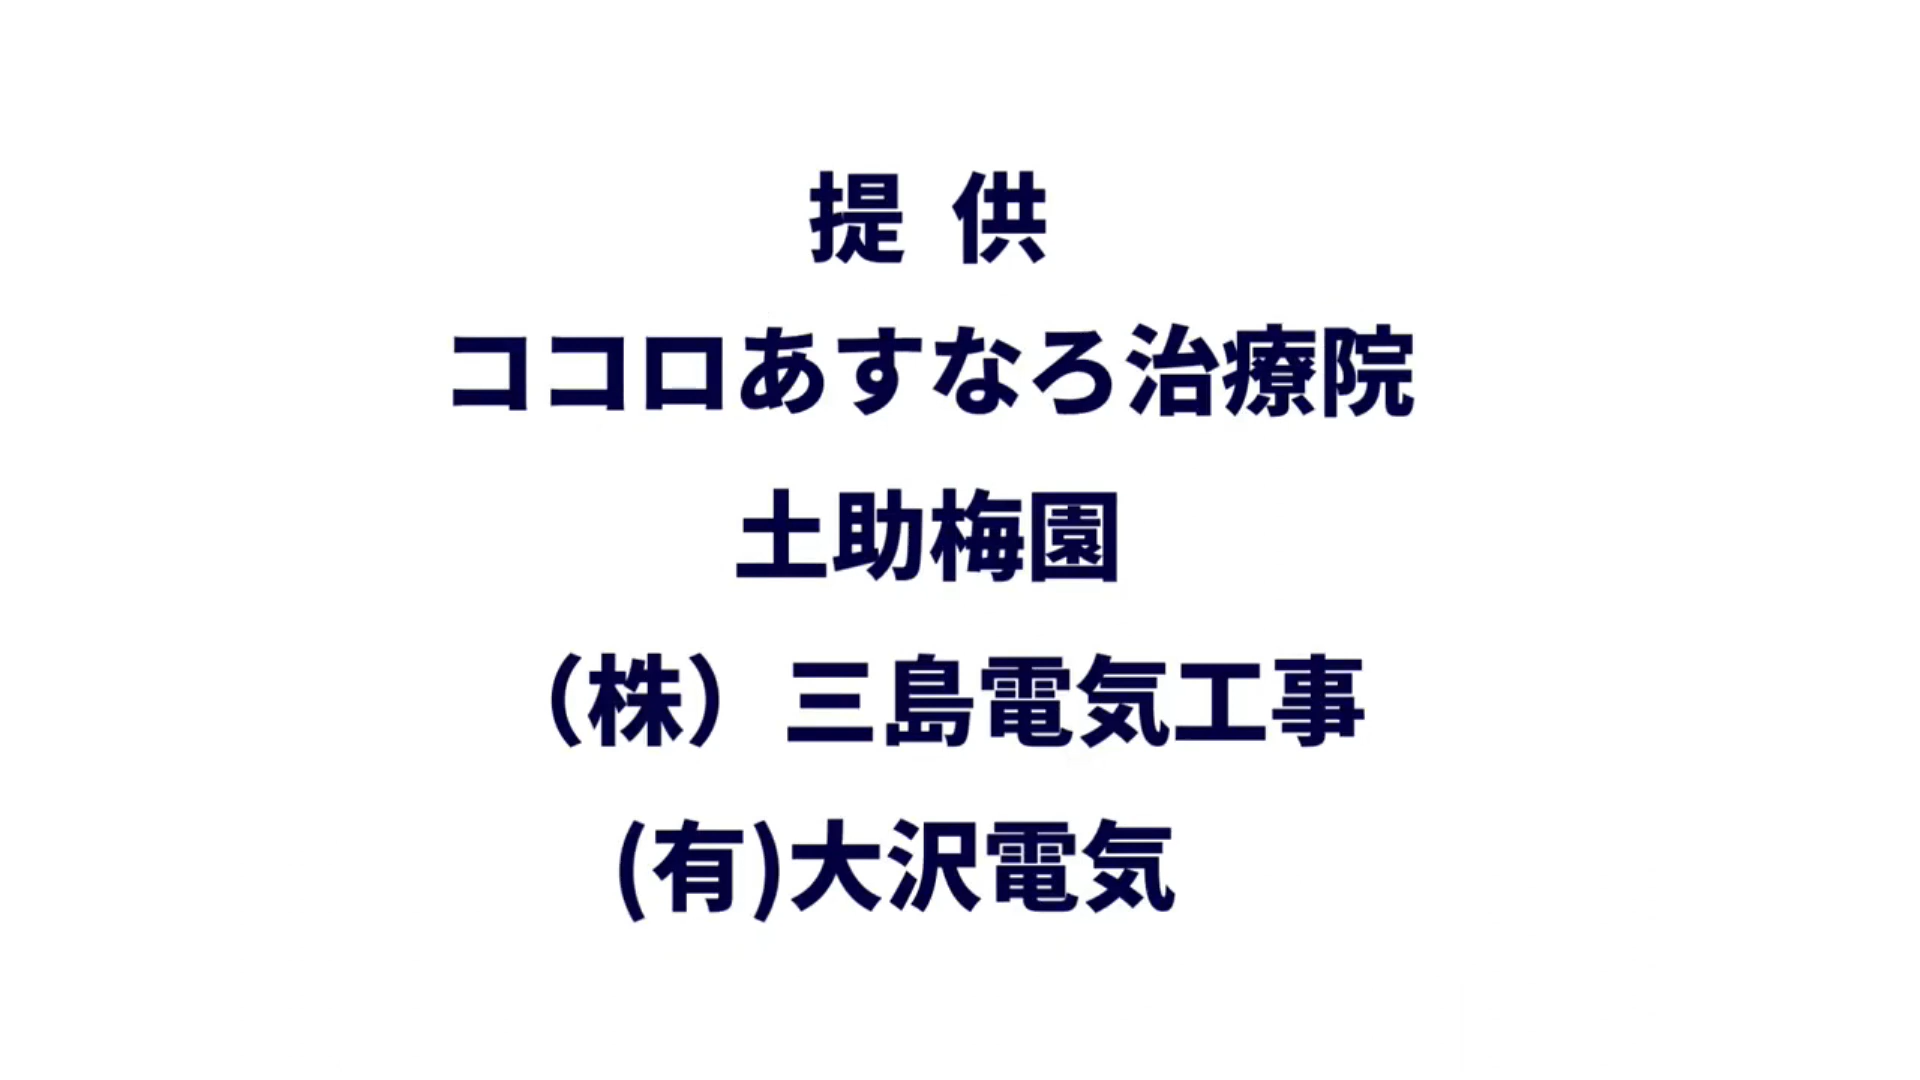 提 供
ココロあすなろ治療院
土助梅園
（株）三島電気工事
(有)大沢電気